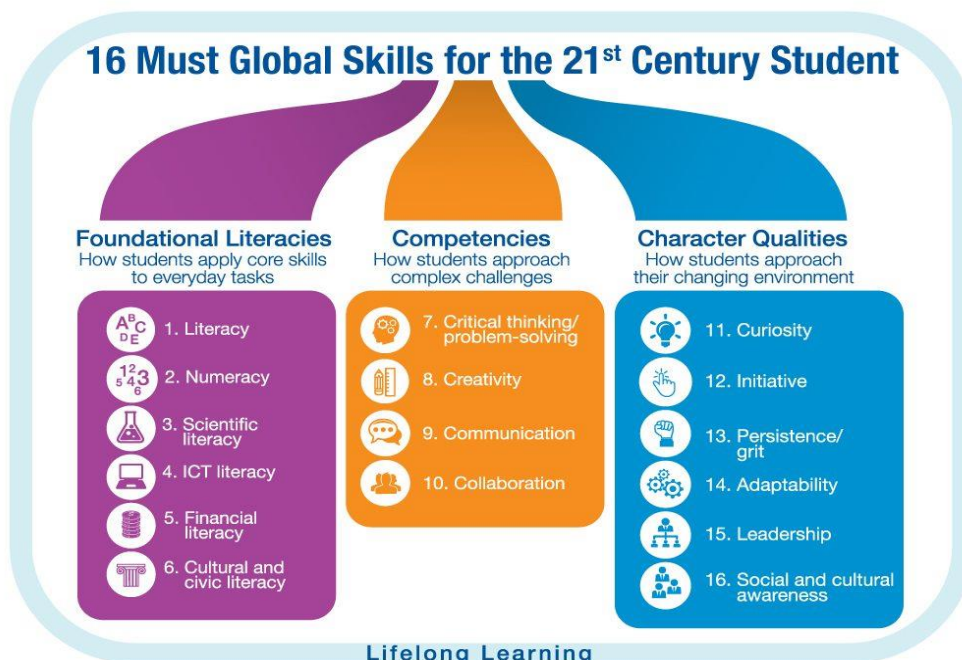 16 Must Global Skills for the 21st Century Student
Foundational Literacies
How students apply core skills
to everyday tasks
ABCDE
1. Literacy
123456
2. Numeracy
3. Scientific
literacy
4. ICT literacy
5. Financial
literacy
6. Cultural and
civic literacy
Competencies
How students approach
complex challenges
7. Critical thinking/
problem-solving
8. Creativity
9. Communication
10. Collaboration
Character Qualities
How students approach
their changing environment
11. Curiosity
12. Initiative
13. Persistence/
grit
14. Adaptability
15. Leadership
16. Social and cultural
awareness
Lifelong Learning